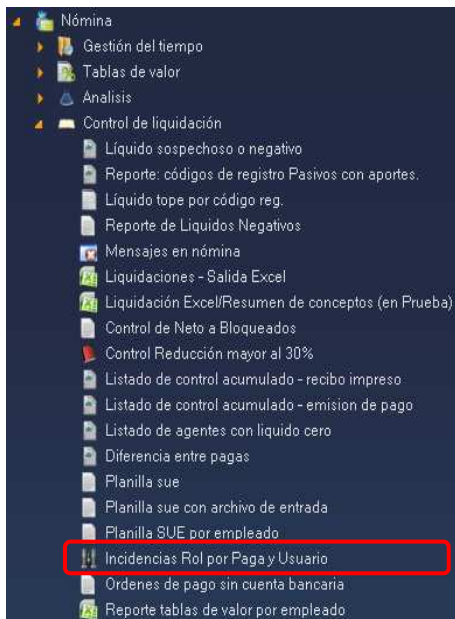 Nómina
Gestión del tiempo
Tablas de valor
Analisis
Control de liquidación
Líquido sospechoso o negativo
Reporte: códigos de registro Pasivos con aportes.
Líquido tope por código reg.
Reporte de Liquidos Negativos
Mensajes en nómina
Liquidaciones - Salida Excel
Liquidación Excel/Resumen de conceptos (en Prueba)
Control de Neto a Bloqueados
Control Reducción mayor al 30%
Listado de control acumulado - recibo impreso
Listado de control acumulado - emision de pago
Listado de agentes con liquido cero
Diferencia entre pagas
Planilla sue
Planilla sue con archivo de entrada
Planilla SUE por empleado
Incidencias Rol por Paga y Usuario
Ordenes de pago sin cuenta bancaria
Reporte tablas de valor por empleado